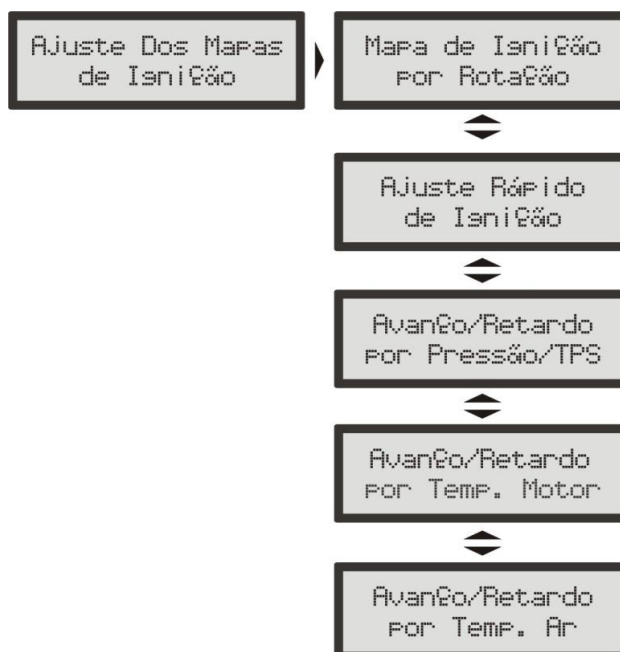 Ajuste Dos Mapas
de Ignição
Mapa de Ignição
por Rotação
Ajuste Rápido
de Ignição
Avanço/Retardo
por Pressão/TPS
Avanço/Retardo
por Temp. Motor
Avanço/Retardo
por Temp. Ar